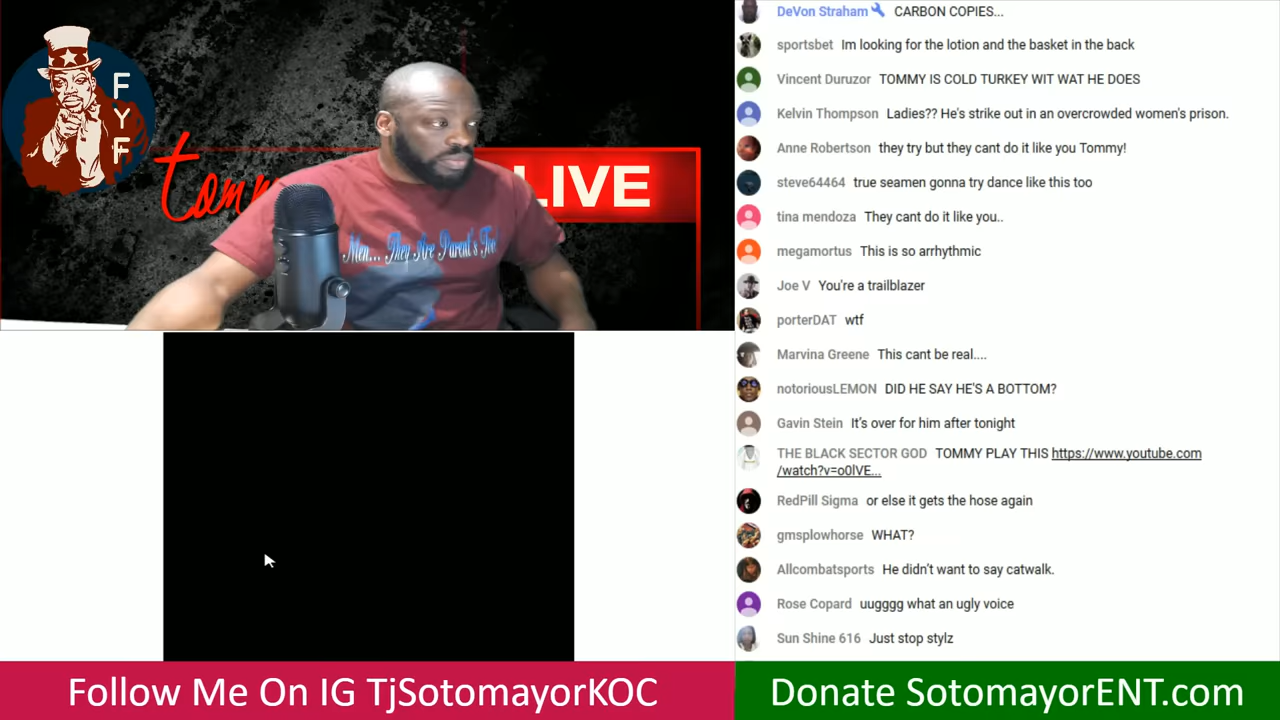 F
Y
F
LIVE
Men... They Are Parent's Too!
DeVon Straham CARBON COPIES...
sportsbet Im looking for the lotion and the basket in the back
Vincent Duruzor TOMMY IS COLD TURKEY WIT WAT HE DOES
Kelvin Thompson Ladies?? He's strike out in an overcrowded women's prison.
Anne Robertson they try but they cant do it like you Tommy!
steve64464 true seamen gonna try dance like this too
tina mendoza They cant do it like you..
megamortus This is so arrhythmic
Joe V You're a trailblazer
porterDAT wtf
Marvina Greene This cant be real....
notoriousLEMON DID HE SAY HE'S A BOTTOM?
Gavin Stein It's over for him after tonight
THE BLACK SECTOR GOD TOMMY PLAY THIS https://www.youtube.com
/watch?v=o0lVE...
RedPill Sigma or else it gets the hose again
gmsplowhorse WHAT?
Allcombatsports He didn't want to say catwalk.
Rose Copard uugggg what an ugly voice
Sun Shine 616 Just stop stylz
Follow Me On IG TjSotomayorKOC
Donate SotomayorENT.com